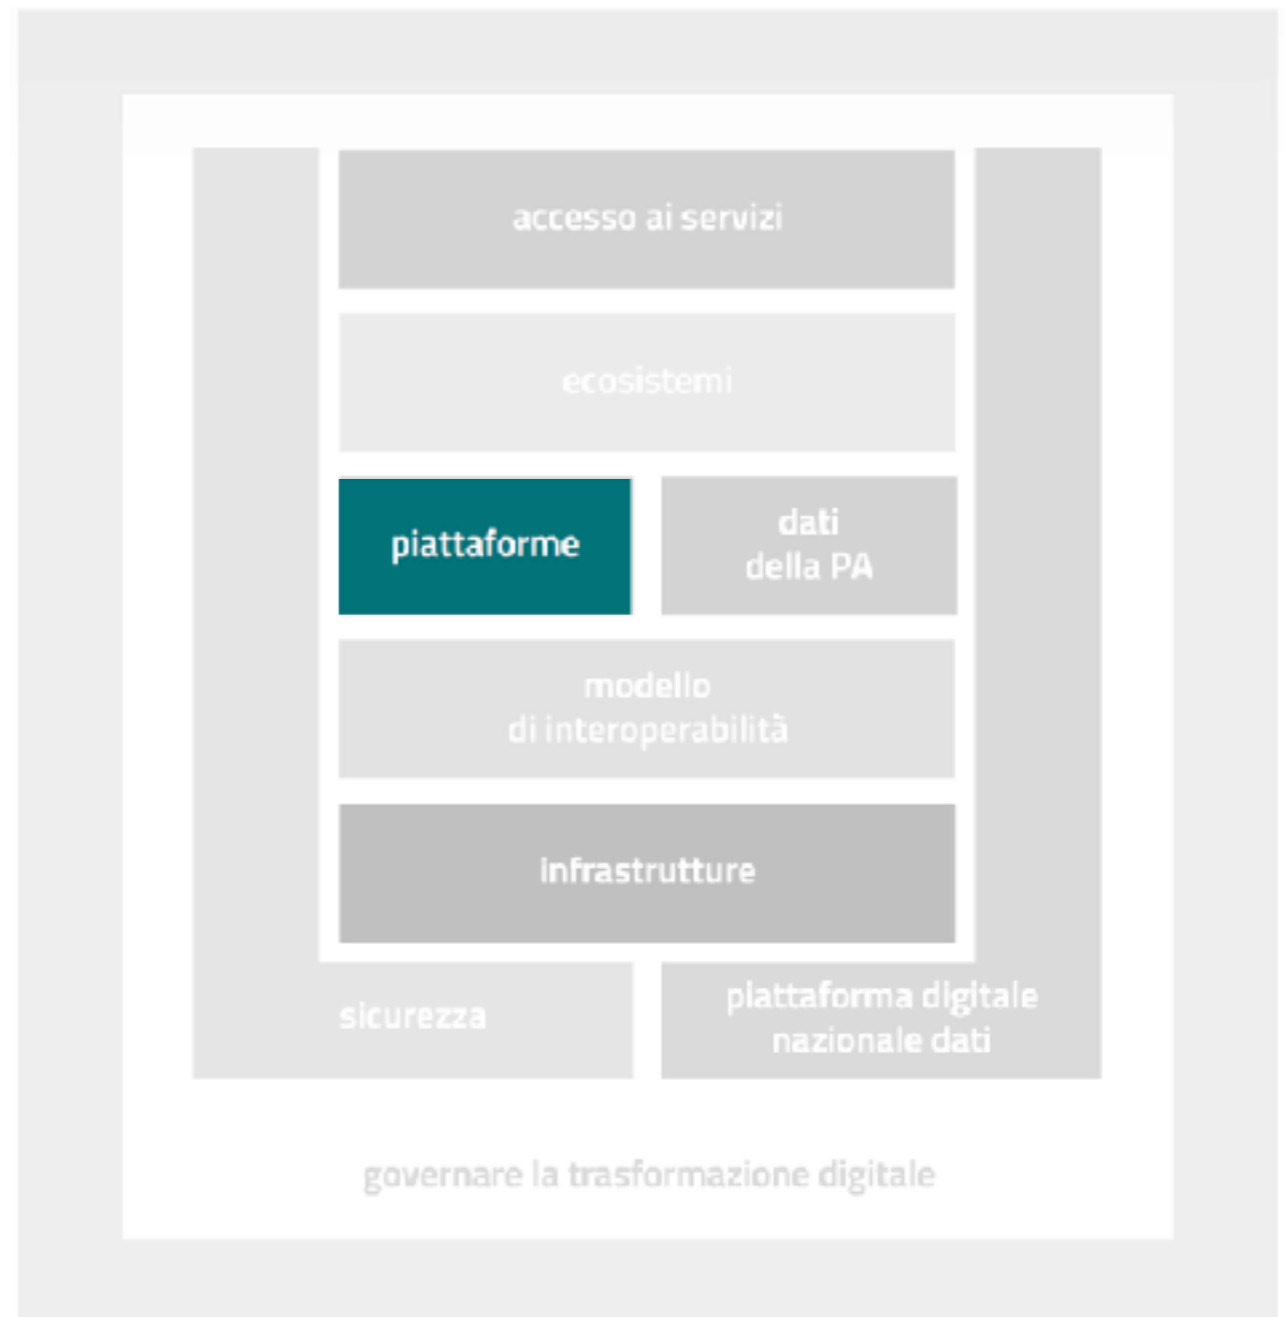 accesso ai servizi
ecosistemi
piattaforme
dati
della PA
modello
di interoperabilità
infrastrutture
sicurezza
piattaforma digitale
nazionale dati
governare la trasformazione digitale